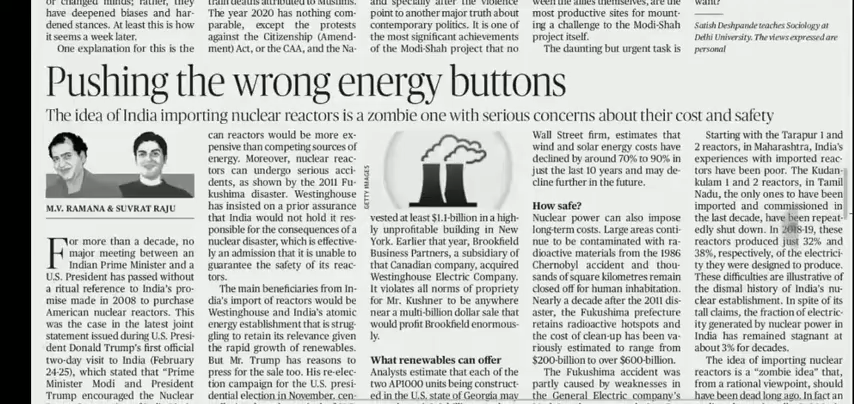 or changed minds; rather, they
have deepened biases and har-
dened stances. At least this is how
it seems a week later.
One explanation for this is the
train deaths attributed to Muslims.
The year 2020 has nothing com-
parable, except the protests
against the Citizenship (Amend-
ment) Act, or the CAA, and the Na-
and specially after the violence
point to another major truth about
contemporary politics. It is one of
the most significant achievements
of the Modi-Shah project that no
ween the allies themselves, are the
most productive sites for mount-
ing a challenge to the Modi-Shah
project itself.
The daunting but urgent task is
want?
Satish Deshpande teaches Sociology at
Delhi University. The views expressed are
personal
Pushing the wrong energy buttons
The idea of India importing nuclear reactors is a zombie one with serious concerns about their cost and safety
M.V. RAMANA & SUVRAT RAJU
For more than a decade, no
major meeting between an
Indian Prime Minister and a
U.S. President has passed without
a ritual reference to India's pro-
mise made in 2008 to purchase
American nuclear reactors. This
was the case in the latest joint
statement issued during U.S. Presi-
dent Donald Trump's first official
two-day visit to India (February
24-25), which stated that "Prime
Minister Modi and President
Trump encouraged the Nuclear
can reactors would be more ex-
pensive than competing sources of
energy. Moreover, nuclear reac-
tors can undergo serious acci-
dents, as shown by the 2011 Fu-
kushima disaster. Westinghouse
has insisted on a prior assurance
that India would not hold it res-
ponsible for the consequences of a
nuclear disaster, which is effective-
ly an admission that it is unable to
guarantee the safety of its reac-
tors.
The main beneficiaries from In-
dia's import of reactors would be
Westinghouse and India's atomic
energy establishment that is strug-
gling to retain its relevance given
the rapid growth of renewables.
But Mr. Trump has reasons to
press for the sale too. His re-elec-
tion campaign for the U.S. presi-
dential election in November, cen-
GETTY IMAGES
vested at least $1.1-billion in a high-
ly unprofitable building in New
York. Earlier that year, Brookfield
Business Partners, a subsidiary of
that Canadian company, acquired
Westinghouse Electric Company.
It violates all norms of propriety
for Mr. Kushner to be anywhere
near a multi-billion dollar sale that
would profit Brookfield enormous-
ly.
What renewables can offer
Analysts estimate that each of the
two AP1000 units being construct-
ed in the U.S. state of Georgia may
Wall Street firm, estimates that
wind and solar energy costs have
declined by around 70% to 90% in
just the last 10 years and may de-
cline further in the future.
How safe?
Nuclear power can also impose
long-term costs. Large areas conti-
nue to be contaminated with ra-
dioactive materials from the 1986
Chernobyl accident and thou-
sands of square kilometres remain
closed off for human inhabitation.
Nearly a decade after the 2011 dis-
aster, the Fukushima prefecture
retains radioactive hotspots and
the cost of clean-up has been va-
riously estimated to range from
$200-billion to over $600-billion.
The Fukushima accident was
partly caused by weaknesses in
the General Electric company's
Starting with the Tarapur 1 and
2 reactors, in Maharashtra, India's
experiences with imported reac-
tors have been poor. The Kudan-
kulam 1 and 2 reactors, in Tamil
Nadu, the only ones to have been
imported and commissioned in
the last decade, have been repeat-
edly shut down. In 2018-19, these
reactors produced just 32% and
38%, respectively, of the electrici-
ty they were designed to produce.
These difficulties are illustrative of
the dismal history of India's nu-
clear establishment. In spite of its
tall claims, the fraction of electric-
ity generated by nuclear power in
India has remained stagnant at
about 3% for decades.
The idea of importing nuclear
reactors is a "zombie idea" that,
from a rational viewpoint, should
have been dead long ago. In fact an